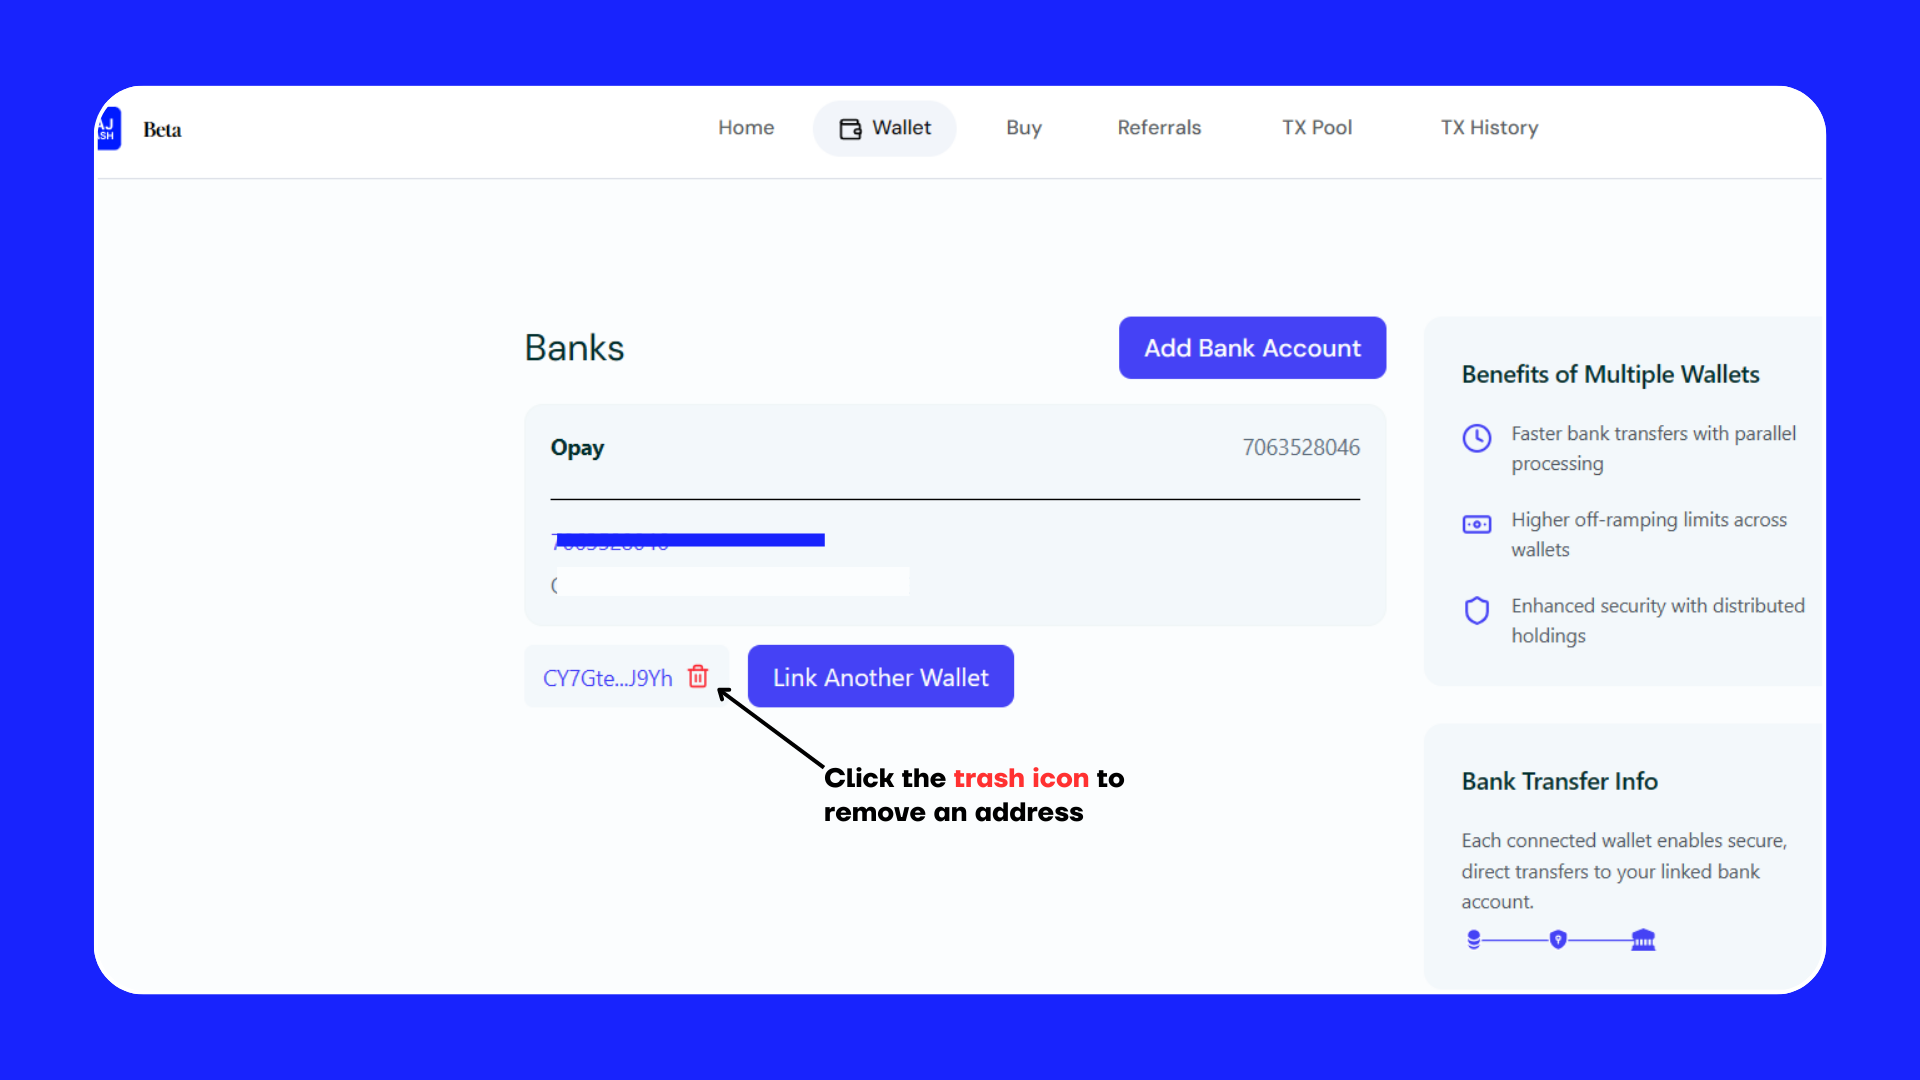 AJ
SH
Beta
Home
Wallet
Buy
Referrals
TX Pool
TX History
Banks
Add Bank Account
Opay
7063528046
CY7Gte...J9Yh
Link Another Wallet
Click the trash icon to
remove an address
Benefits of Multiple Wallets
Faster bank transfers with parallel
processing
Higher off-ramping limits across
wallets
Enhanced security with distributed
holdings
Bank Transfer Info
Each connected wallet enables secure,
direct transfers to your linked bank
account.